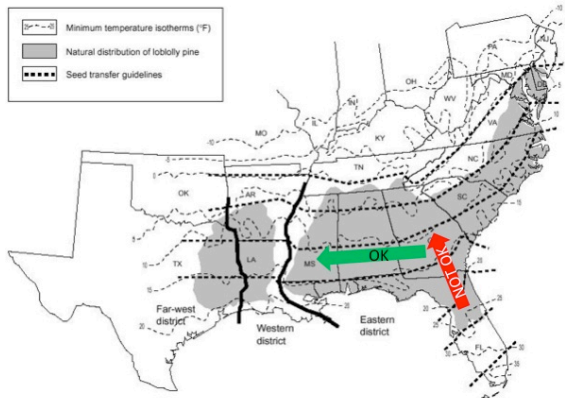 Minimum temperature isotherms (°F)
Natural distribution of loblolly pine
Seed transfer guidelines
NJ
PA
OH
MD
DE
IN
IL
WV
VA
MO
KY
NC
TN
OK
AR
SC
OK
MS
TX
LA
NOT OK
Far-west
district
Western
district
Eastern
district
FL